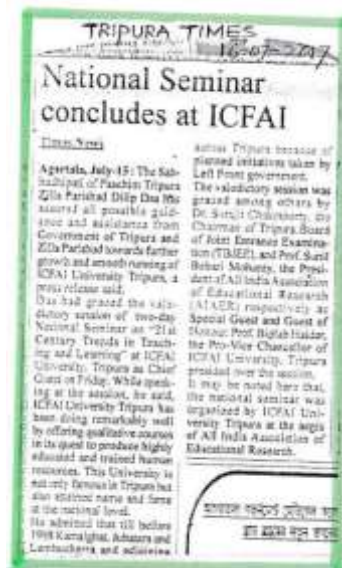 TRIPURA TIMES
16-07-2017
National Seminar
concludes at ICFAI
Times News
Agartala, July-15: The Sab-
hadhipati of Paschim Tripura
Zilla Parishad Dilip Das
assured all possible guid-
ance and assistance from
Government of Tripura and
Zilla Parishad towards further
growth and smooth running of
ICFAI University Tripura, a
press release said.
Das had graced the vale-
dictory session of two-day
National Seminar on "21st
Century Trends in Teach-
ing and Learning" at ICFAI
University, Tripura as Chief
Guest on Friday. While speak-
ing at the session, he said,
ICFAI University Tripura has
been doing remarkably well
by offering qualitative courses
in its quest to produce highly
educated and trained human
resources. This University is
not only famous in Tripura but
also attained name and fame
at the national level.
He admitted that till before
1998 Kamalghat,
Lembucherra and adjoining
across Tripura because of
planned initiatives taken by
Left Front government.
The valedictory session was
graced among others by
Dr. the
Chairman of Tripura Board
of Joint Entrance Examina-
tion (TBJEE), and Prof. Sunil
Behari Mohanty, the Presi-
dent of All India Association
of Educational Research
(AIAER) respectively as
Special Guest and Guest of
Honour. Prof. Biplab Halder,
the Pro-Vice Chancellor of
ICFAI University, Tripura
presided over the session.
It may be noted here that,
the national seminar was
organized by ICFAI Uni-
versity Tripura at the aegis
of All India Association of
Educational Research.